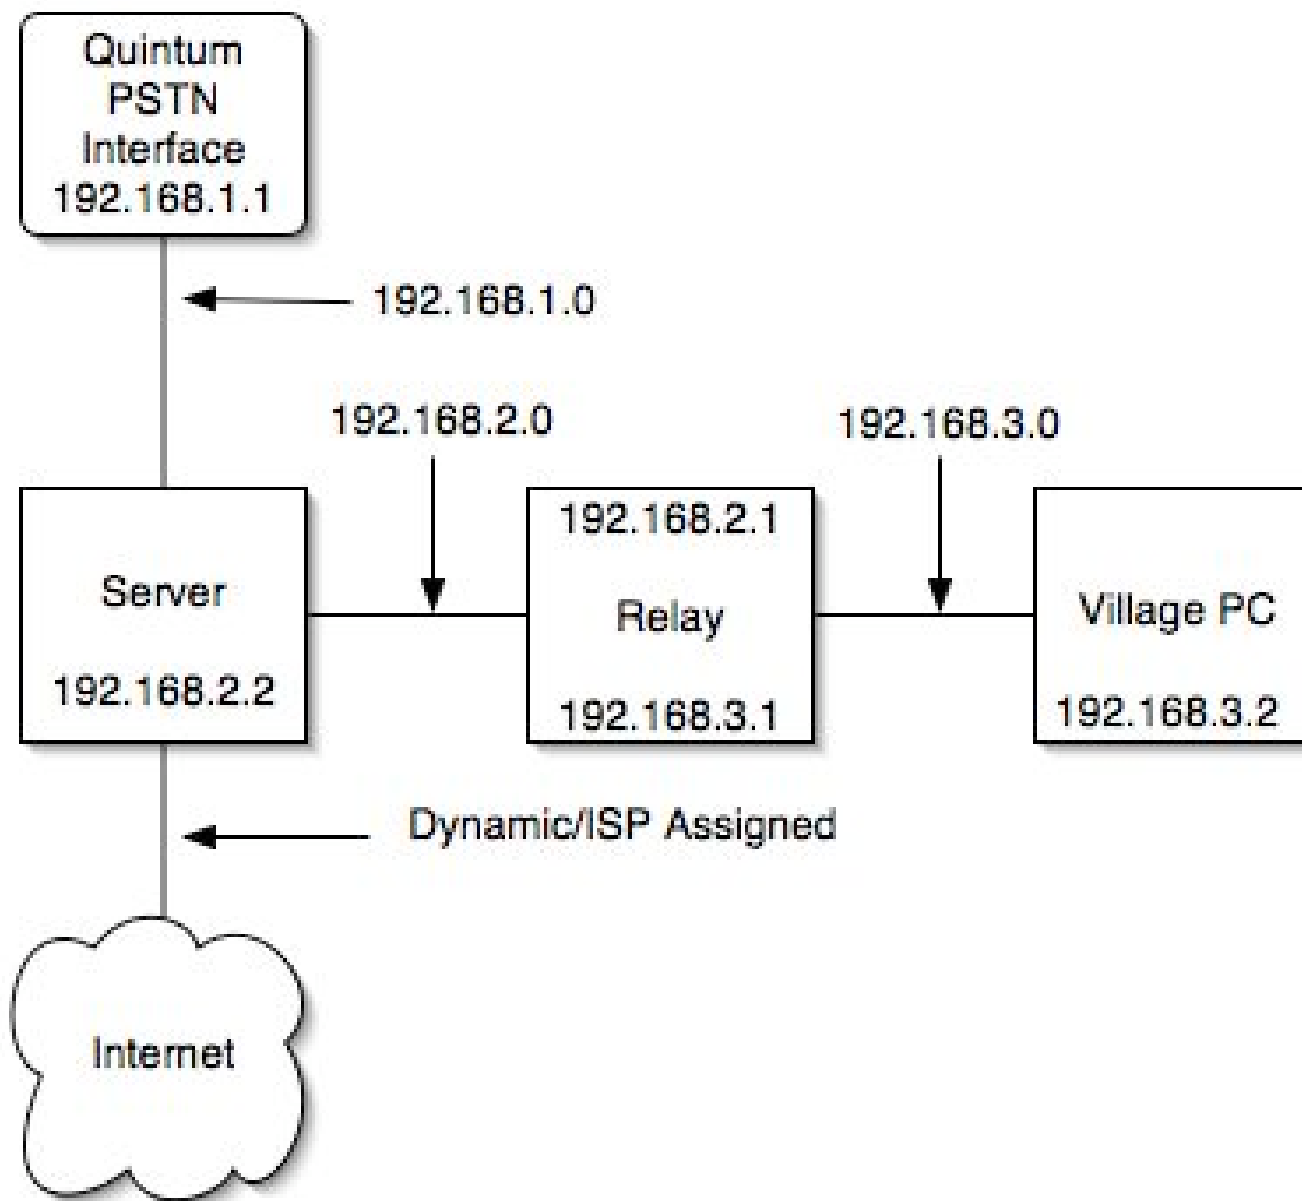 Quintum
PSTN
Interface
192.168.1.1
192.168.1.0
192.168.2.0
192.168.3.0
Server
192.168.2.2
192.168.2.1
Relay
192.168.3.1
Village PC
192.168.3.2
Dynamic/ISP Assigned
Internet